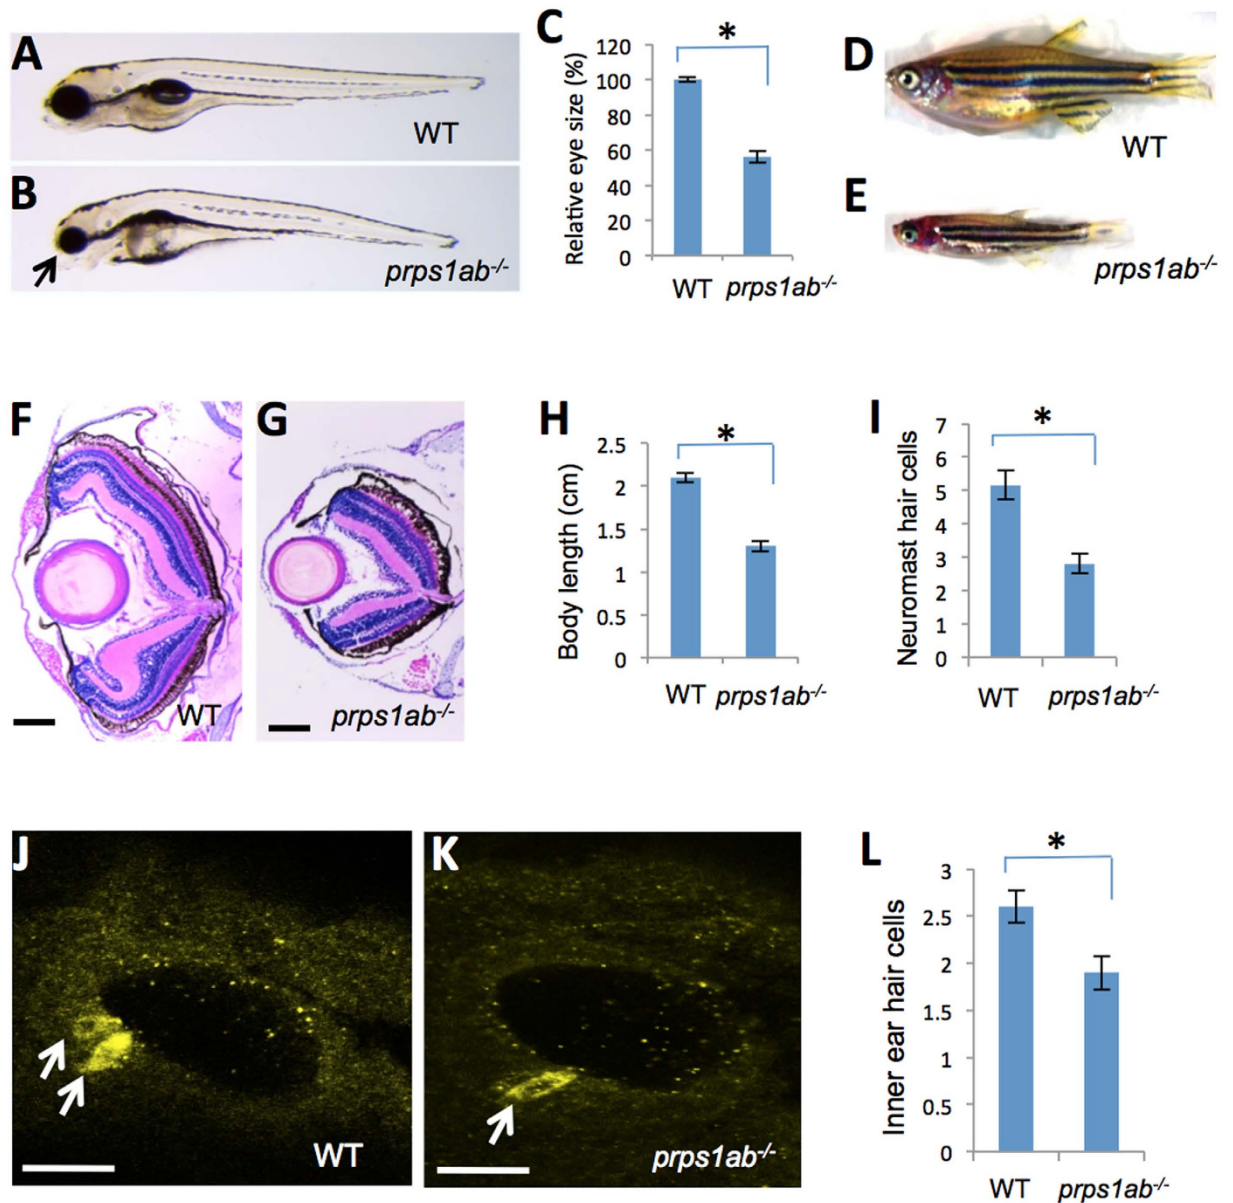 A
WT
B
prps1ab-/-
C
*
Relative eye size (%)
120
100
80
60
40
20
0
WT prps1ab-/-
D
WT
E
prps1ab-/-
F
WT
G
prps1ab-/-
H
*
Body length (cm)
2.5
2
1.5
1
0.5
0
WT prps1ab-/-
I
*
Neuromast hair cells
7
6
5
4
3
2
1
0
WT prps1ab-/-
J
WT
K
prps1ab-/-
L
*
Inner ear hair cells
3
2.5
2
1.5
1
0.5
0
WT prps1ab-/-